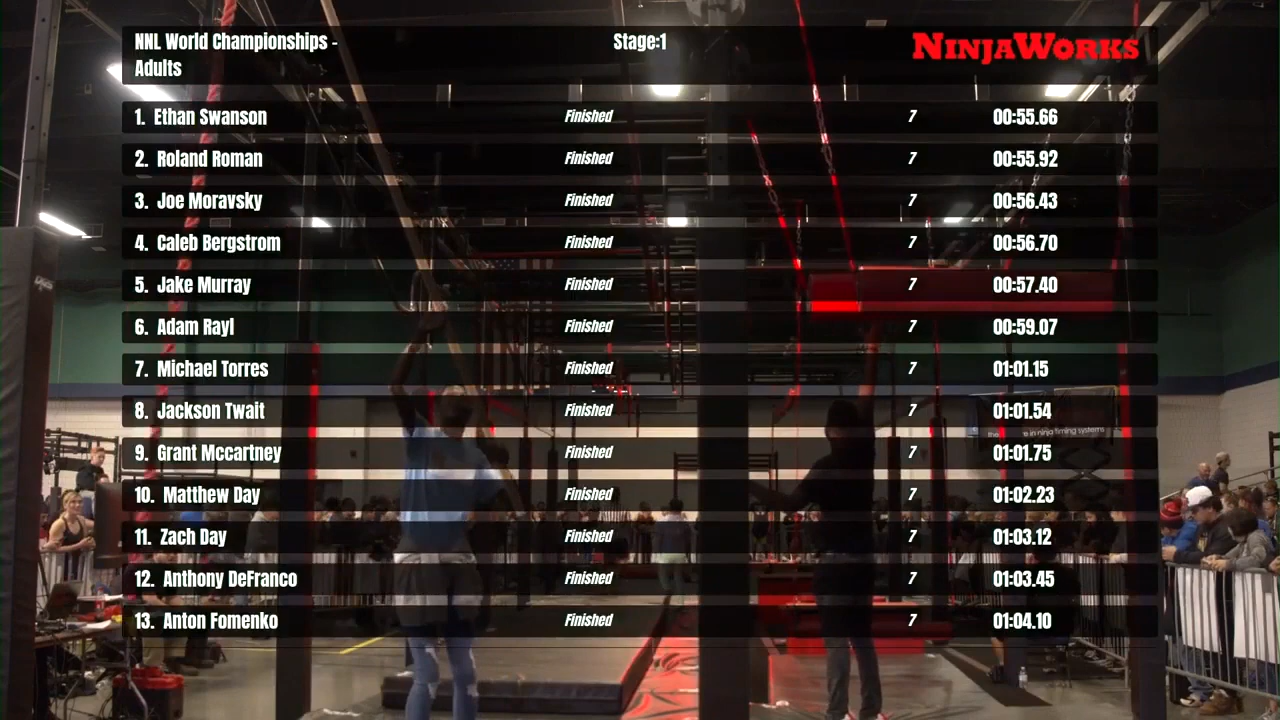 NNL World Championships -
Adults
Stage:1
NINJAWORKS
1. Ethan Swanson Finished 7 00:55.66
2. Roland Roman Finished 7 00:55.92
3. Joe Moravsky Finished 7 00:56.43
4. Caleb Bergstrom Finished 7 00:56.70
5. Jake Murray Finished 7 00:57.40
6. Adam Rayl Finished 7 00:59.07
7. Michael Torres Finished 7 01:01.15
8. Jackson Twait Finished 7 01:01.54
the e in ninja timing systems
9. Grant Mccartney Finished 7 01:01.75
10. Matthew Day Finished 7 01:02.23
11. Zach Day Finished 7 01:03.12
12. Anthony DeFranco Finished 7 01:03.45
13. Anton Fomenko Finished 7 01:04.10